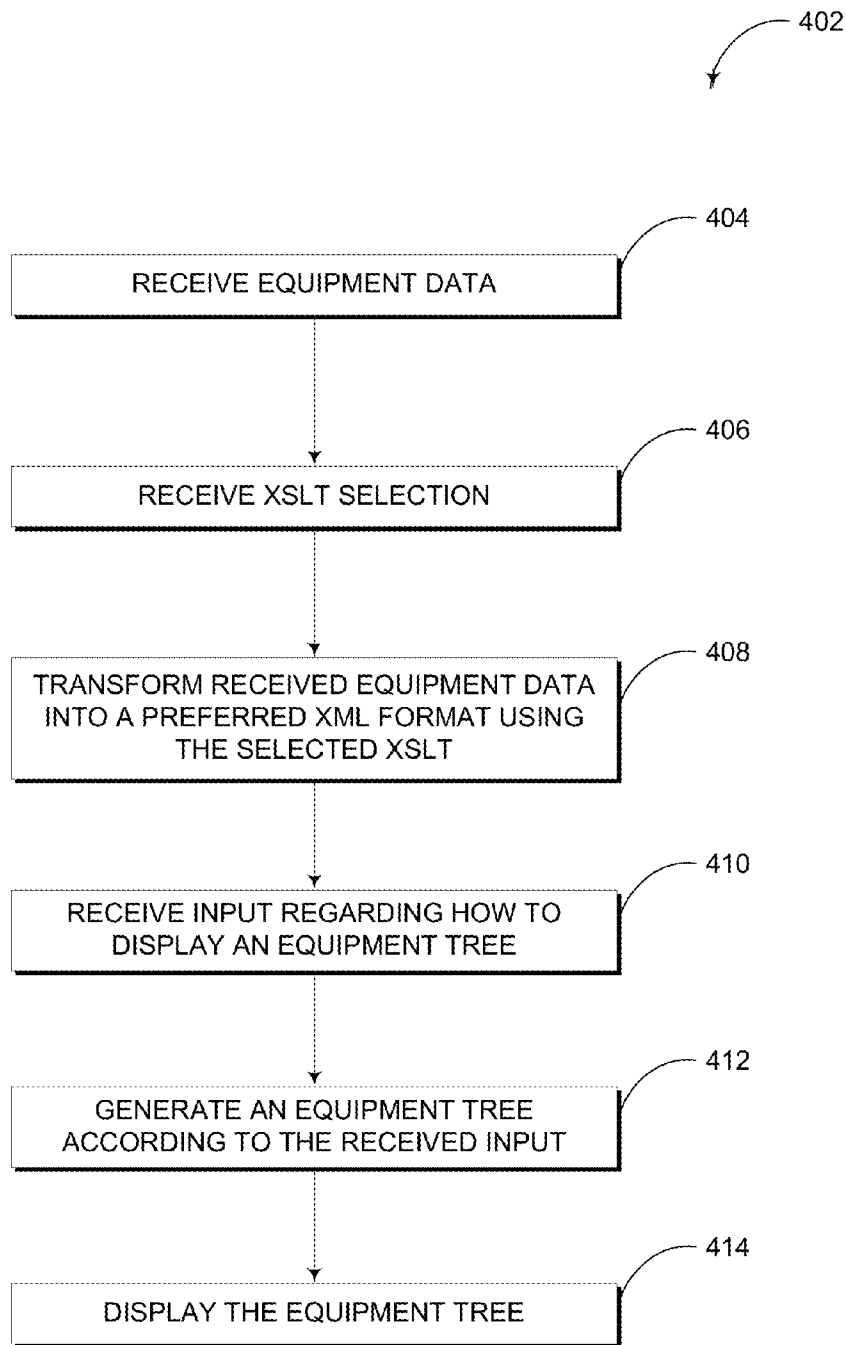 402
404
RECEIVE EQUIPMENT DATA
406
RECEIVE XSLT SELECTION
408
TRANSFORM RECEIVED EQUIPMENT DATA
INTO A PREFERRED XML FORMAT USING
THE SELECTED XSLT
410
RECEIVE INPUT REGARDING HOW TO
DISPLAY AN EQUIPMENT TREE
412
GENERATE AN EQUIPMENT TREE
ACCORDING TO THE RECEIVED INPUT
414
DISPLAY THE EQUIPMENT TREE